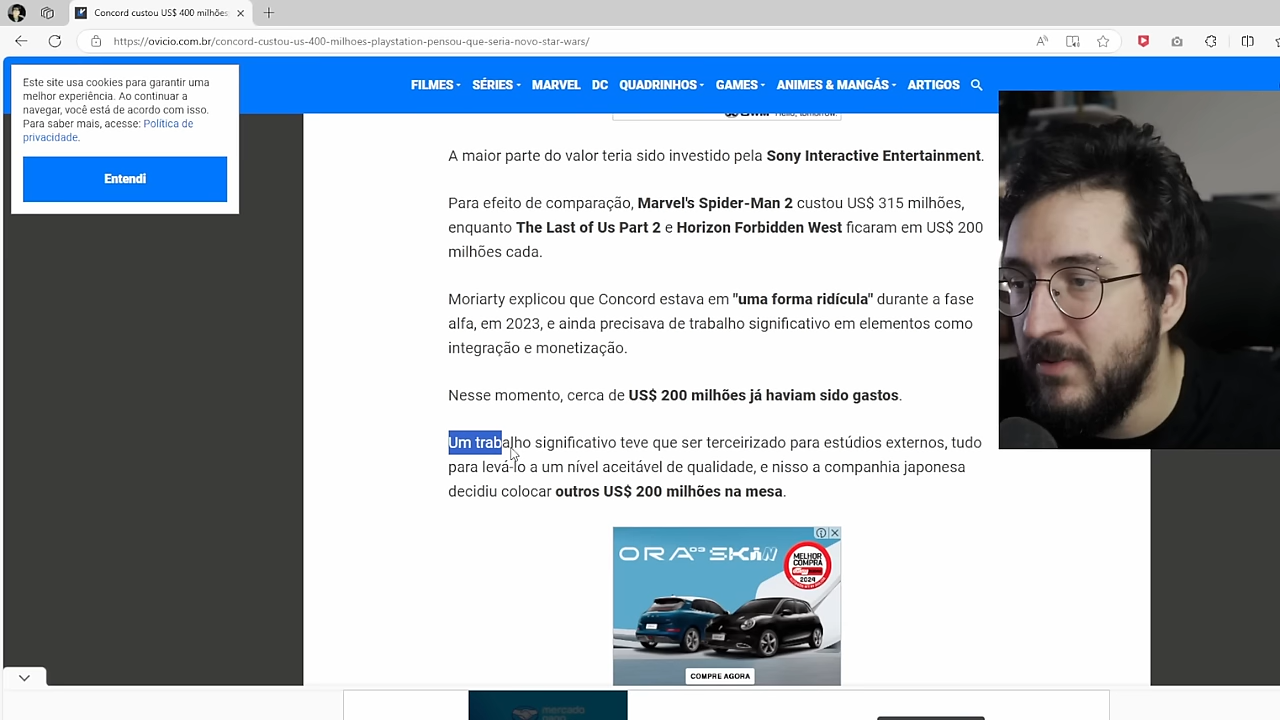 Concord custou US$ 400 milhões
https://ovicio.com.br/concord-custou-us-400-milhoes-playstation-pensou-que-seria-novo-star-wars/
Este site usa cookies para garantir uma
melhor experiência. Ao continuar a
navegar, você está de acordo com isso.
Para saber mais, acesse: Política de
privacidade.
Entendi
FILMES SÉRIES MARVEL DC QUADRINHOS GAMES ANIMES & MANGÁS ARTIGOS
Hello, tomorrow.
A maior parte do valor teria sido investido pela Sony Interactive Entertainment.
Para efeito de comparação, Marvel's Spider-Man 2 custou US$ 315 milhões,
enquanto The Last of Us Part 2 e Horizon Forbidden West ficaram em US$ 200
milhões cada.
Moriarty explicou que Concord estava em "uma forma ridícula" durante a fase
alfa, em 2023, e ainda precisava de trabalho significativo em elementos como
integração e monetização.
Nesse momento, cerca de US$ 200 milhões já haviam sido gastos.
Um trabalho significativo teve que ser terceirizado para estúdios externos, tudo
para levá-lo a um nível aceitável de qualidade, e nisso a companhia japonesa
decidiu colocar outros US$ 200 milhões na mesa.
ORA 03 SKiN
MELHOR
COMPRA
2024
COMPRE AGORA
mercado
pago